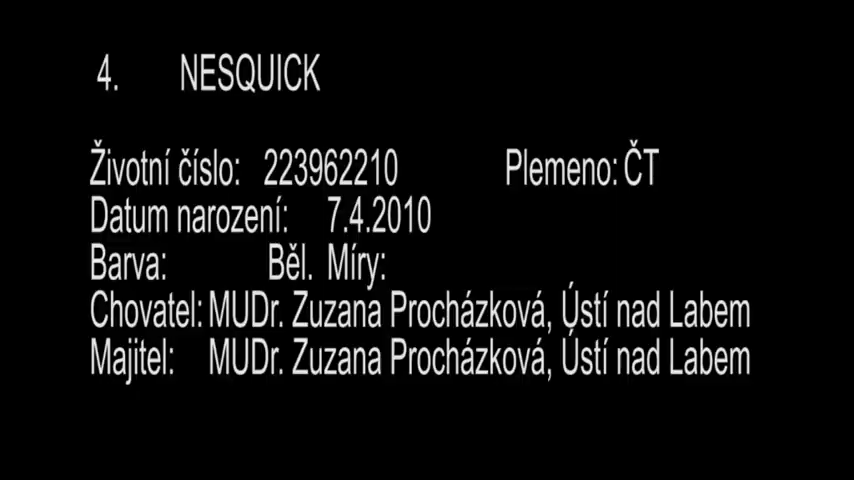 4. NESQUICK
Životní číslo: 223962210 Plemeno: ČT
Datum narození: 7.4.2010
Barva: Běl. Míry:
Chovatel: MUDr. Zuzana Procházková, Ústí nad Labem
Majitel: MUDr. Zuzana Procházková, Ústí nad Labem